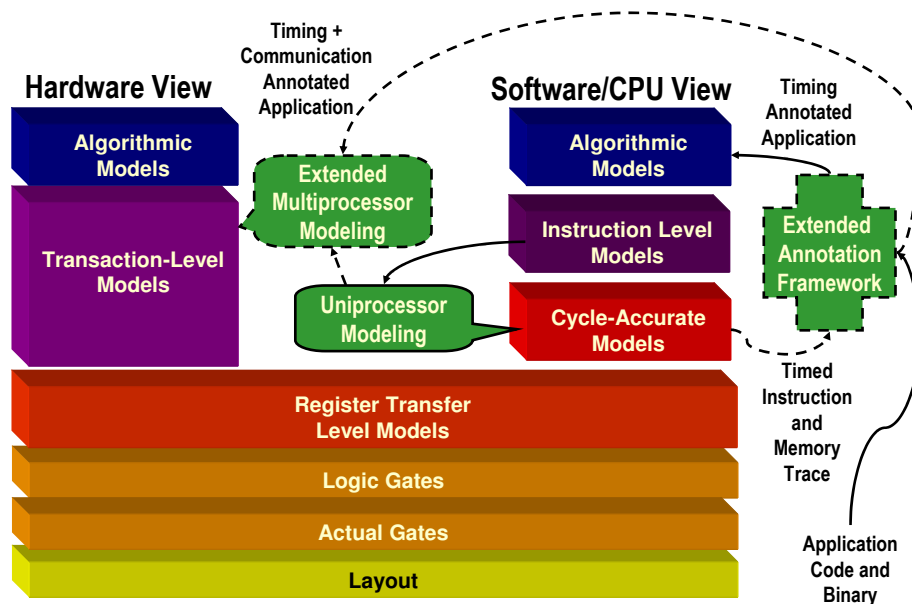 Timing +
Communication
Annotated
Application
Hardware View
Software/CPU View
Timing
Annotated
Application
Algorithmic
Models
Algorithmic
Models
Extended
Multiprocessor
Modeling
Transaction-Level
Models
Instruction Level
Models
Extended
Annotation
Framework
Uniprocessor
Modeling
Cycle-Accurate
Models
Timed
Instruction
and
Memory
Trace
Register Transfer
Level Models
Logic Gates
Actual Gates
Layout
Application
Code and
Binary